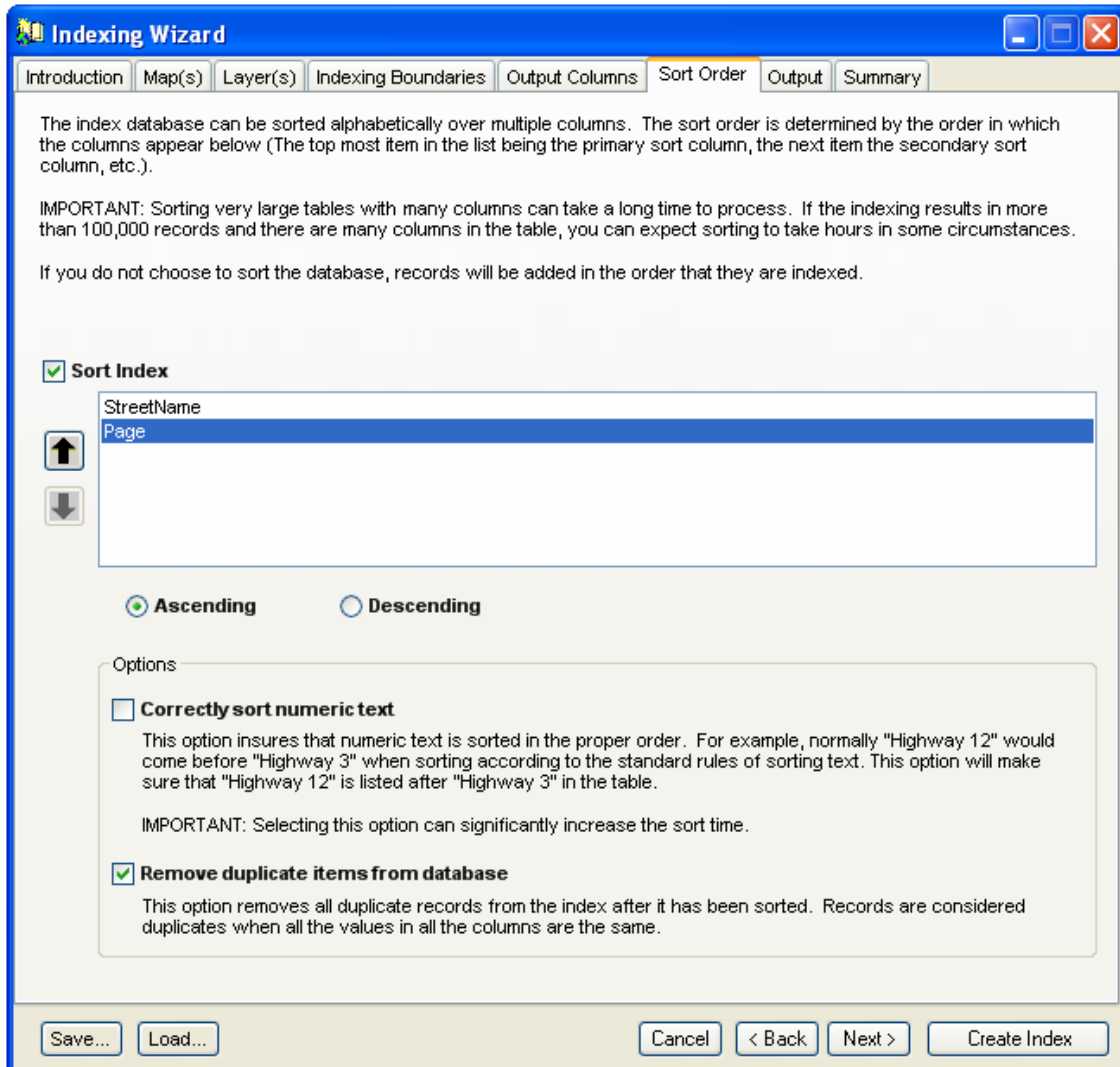 Indexing Wizard
Introduction Map(s) Layer(s) Indexing Boundaries Output Columns Sort Order Output Summary
The index database can be sorted alphabetically over multiple columns. The sort order is determined by the order in which
the columns appear below (The top most item in the list being the primary sort column, the next item the secondary sort
column, etc.).
IMPORTANT: Sorting very large tables with many columns can take a long time to process. If the indexing results in more
than 100,000 records and there are many columns in the table, you can expect sorting to take hours in some circumstances.
If you do not choose to sort the database, records will be added in the order that they are indexed.
Sort Index
StreetName
Page
Ascending Descending
Options
Correctly sort numeric text
This option insures that numeric text is sorted in the proper order. For example, normally "Highway 12" would
come before "Highway 3" when sorting according to the standard rules of sorting text. This option will make
sure that "Highway 12" is listed after "Highway 3" in the table.
IMPORTANT: Selecting this option can significantly increase the sort time.
Remove duplicate items from database
This option removes all duplicate records from the index after it has been sorted. Records are considered
duplicates when all the values in all the columns are the same.
Save... Load... Cancel < Back Next > Create Index